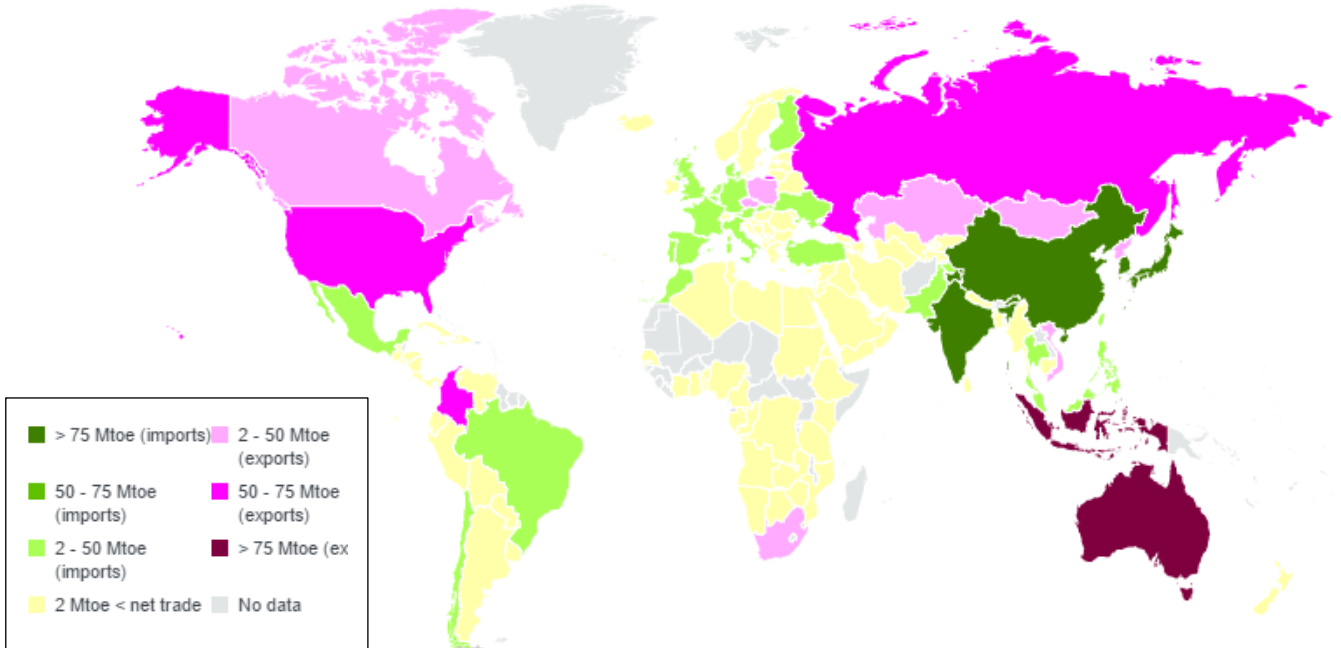 > 75 Mtoe (imports)
2 - 50 Mtoe
(exports)
50 - 75 Mtoe
(imports)
50 - 75 Mtoe
(exports)
2 - 50 Mtoe
(imports)
> 75 Mtoe (ex
2 Mtoe < net trade
No data